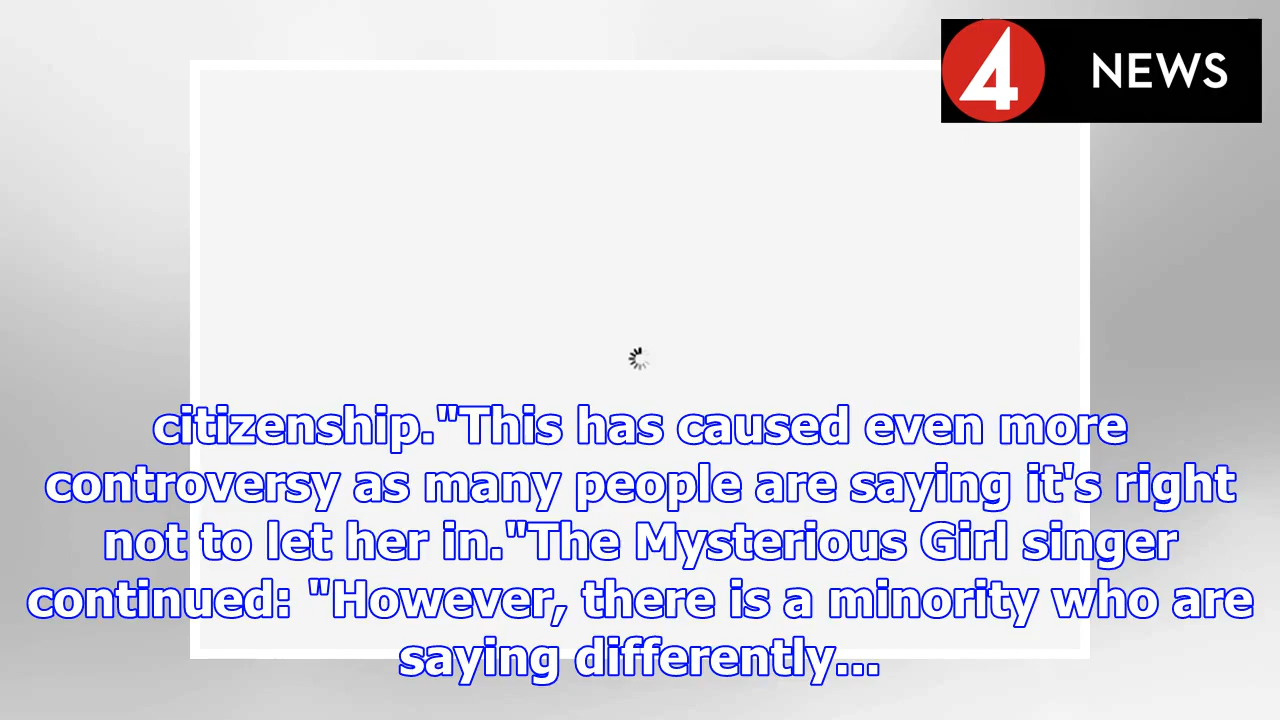 4 NEWS
citizenship."This has caused even more
controversy as many people are saying it's right
not to let her in."The Mysterious Girl singer
continued: "However, there is a minority who are
saying differently...